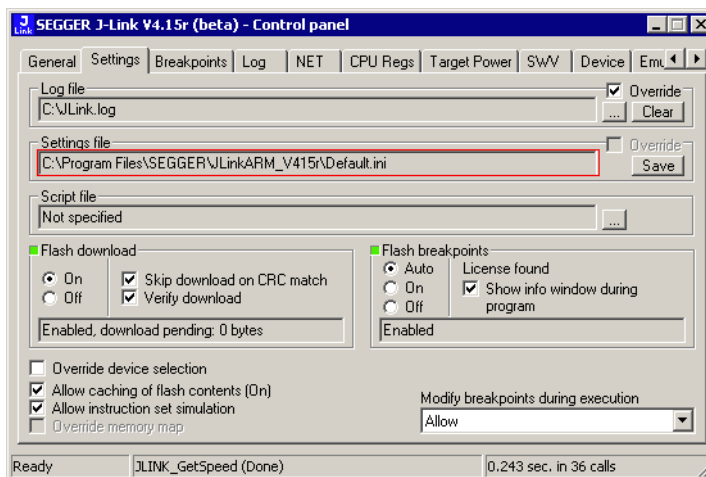 J Link SEGGER J-Link V4.15r (beta) - Control panel
General Settings Breakpoints Log NET CPU Regs Target Power SWV Device Emu
Log file Override
C:\JLink.log ... Clear
Settings file Override
C:\Program Files\SEGGER\JLinkARM_V415r\Default.ini Save
Script file
Not specified ...
Flash download
On Skip download on CRC match
Off Verify download
Enabled, download pending: 0 bytes
Flash breakpoints
Auto License found
On Show info window during
Off program
Enabled
Override device selection
Allow caching of flash contents (On)
Allow instruction set simulation
Override memory map
Modify breakpoints during execution
Allow
Ready JLINK_GetSpeed (Done) 0.243 sec. in 36 calls